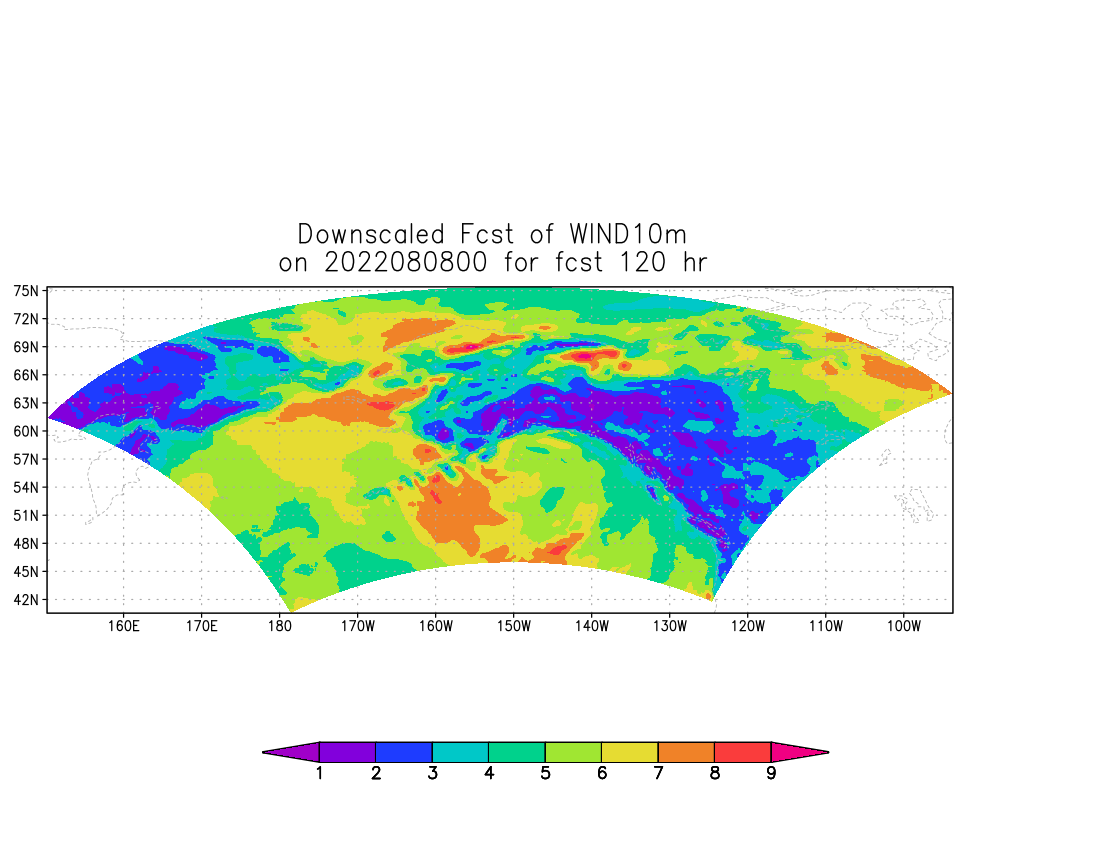 Downscaled Fcst of WIND10m
on 2022080800 for fcst 120 hr
75N
72N
69N
66N
63N
60N
57N
54N
51N
48N
45N
42N
160E 170E 180 170W 160W 150W 140W 130W 120W 110W 100W
1 2 3 4 5 6 7 8 9